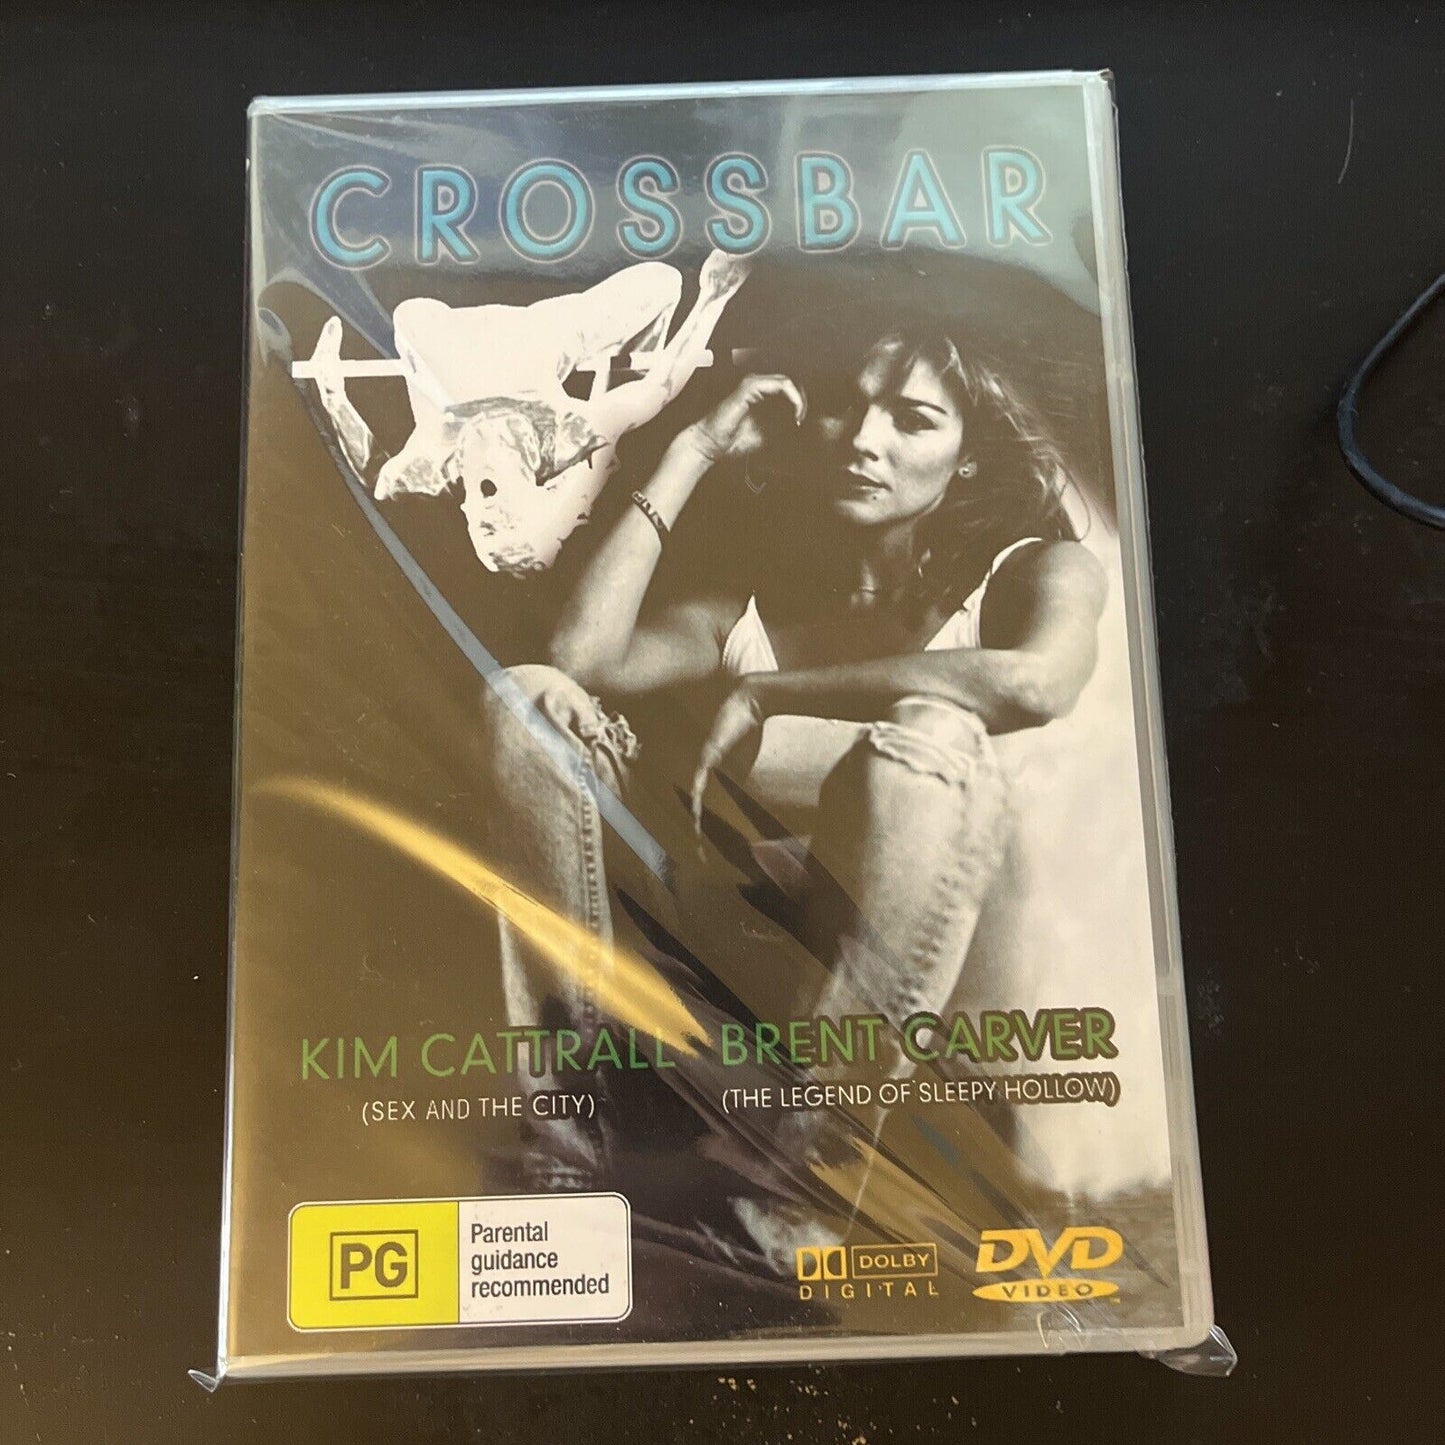 CROSSBAR
KIM CATTRALL BRENT CARVER
(SEX AND THE CITY) (THE LEGEND OF SLEEPY HOLLOW)
PG
Parental
guidance
recommended
DOLBY
DIGITAL
DVD
VIDEO